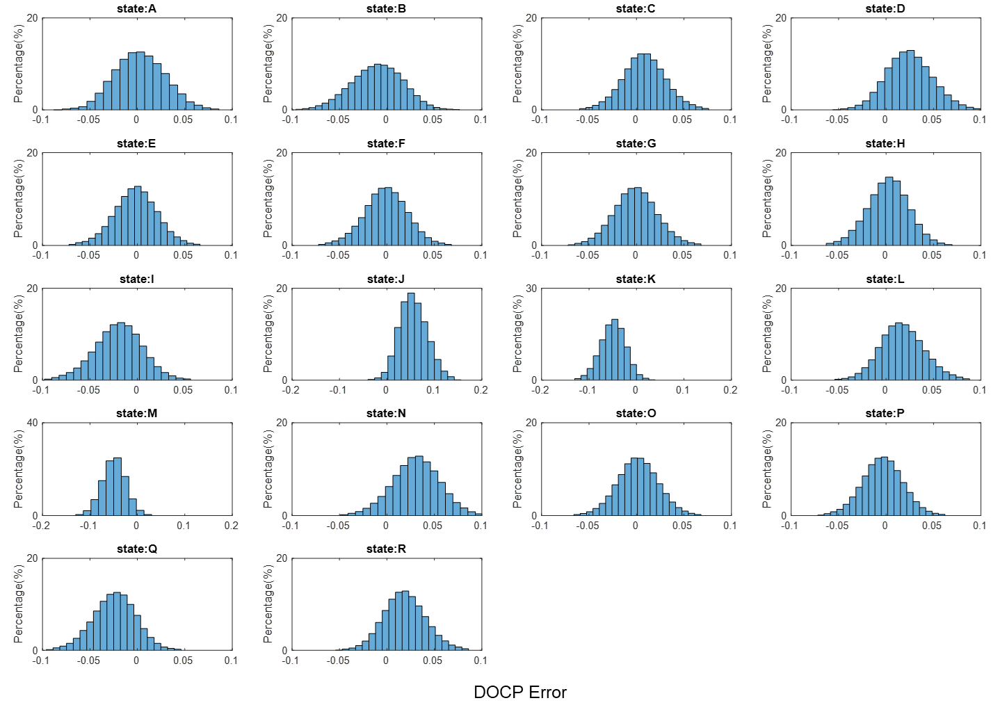 state:A
state:B
state:C
state:D
20
20
20
20
Percentage(%)
Percentage(%)
Percentage(%)
Percentage(%)
0
0
0
0
-0.1 -0.05 0 0.05 0.1
-0.1 -0.05 0 0.05 0.1
-0.1 -0.05 0 0.05 0.1
-0.1 -0.05 0 0.05 0.1
state:E
state:F
state:G
state:H
20
20
20
20
Percentage(%)
Percentage(%)
Percentage(%)
Percentage(%)
0
0
0
0
-0.1 -0.05 0 0.05 0.1
-0.1 -0.05 0 0.05 0.1
-0.1 -0.05 0 0.05 0.1
-0.1 -0.05 0 0.05 0.1
state:I
state:J
state:K
state:L
20
20
30
20
Percentage(%)
Percentage(%)
Percentage(%)
Percentage(%)
0
0
0
0
-0.1 -0.05 0 0.05 0.1
-0.2 -0.1 0 0.1 0.2
-0.2 -0.1 0 0.1 0.2
-0.1 -0.05 0 0.05 0.1
state:M
state:N
state:O
state:P
40
20
20
20
Percentage(%)
Percentage(%)
Percentage(%)
Percentage(%)
0
0
0
0
-0.2 -0.1 0 0.1 0.2
-0.1 -0.05 0 0.05 0.1
-0.1 -0.05 0 0.05 0.1
-0.1 -0.05 0 0.05 0.1
state:Q
state:R
20
20
Percentage(%)
Percentage(%)
0
0
-0.1 -0.05 0 0.05 0.1
-0.1 -0.05 0 0.05 0.1
DOCP Error